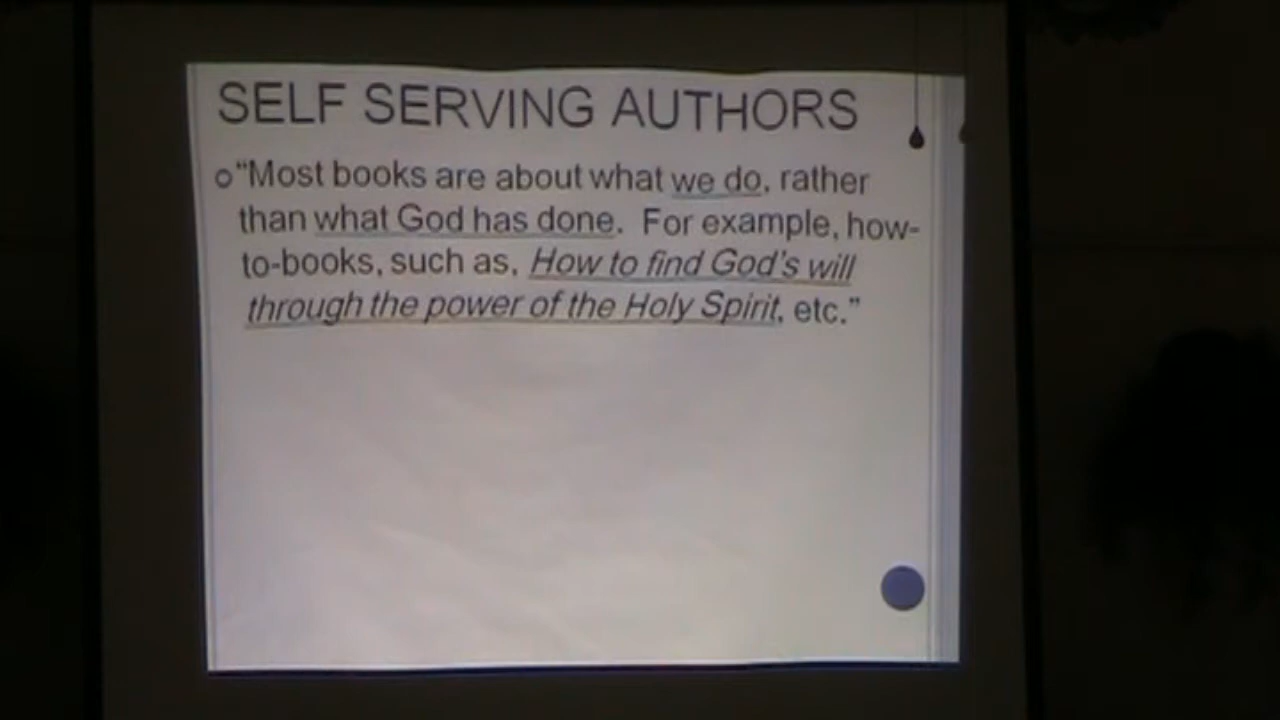 SELF SERVING AUTHORS
“Most books are about what we do, rather
than what God has done.  For example, how-
to-books, such as, How to find God’s will
through the power of the Holy Spirit, etc.”